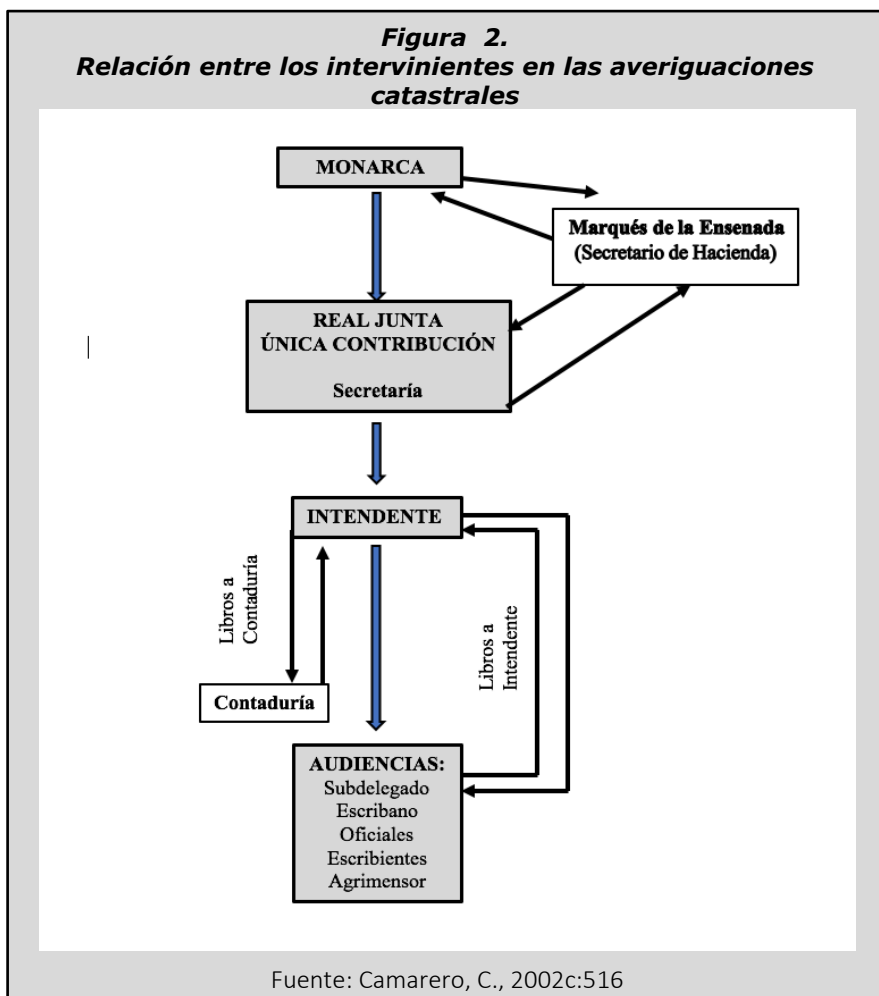 Figura 2.
Relación entre los intervinientes en las averiguaciones
catastrales
MONARCA
Marqués de la Ensenada
(Secretario de Hacienda)
REAL JUNTA
ÚNICA CONTRIBUCIÓN
Secretaría
INTENDENTE
Libros a
Contaduría
Libros a
Intendente
Contaduría
AUDIENCIAS:
Subdelegado
Escribano
Oficiales
Escribientes
Agrimensor
Fuente: Camarero, C., 2002c:516